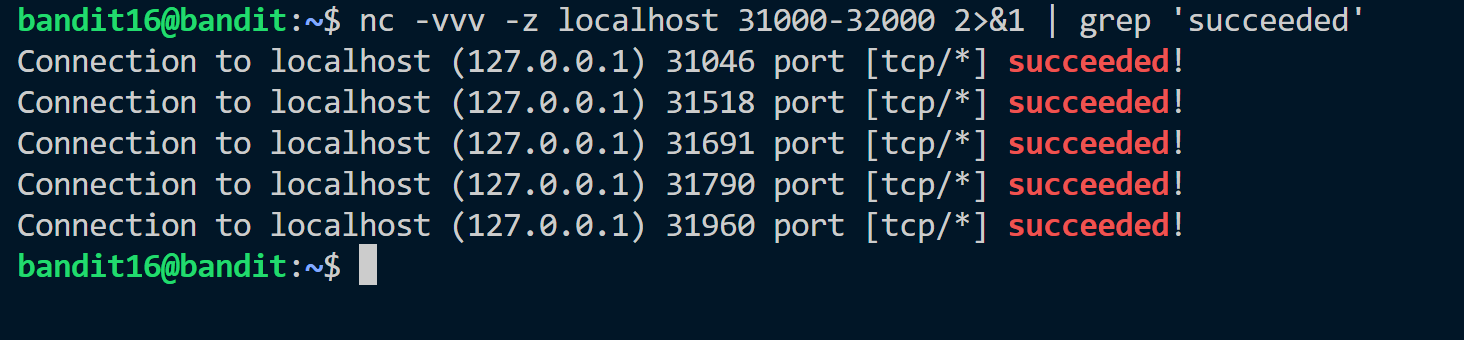 bandit16@bandit:~$ nc -vvv -z localhost 31000-32000 2>&1 | grep 'succeeded'
Connection to localhost (127.0.0.1) 31046 port [tcp/*] succeeded!
Connection to localhost (127.0.0.1) 31518 port [tcp/*] succeeded!
Connection to localhost (127.0.0.1) 31691 port [tcp/*] succeeded!
Connection to localhost (127.0.0.1) 31790 port [tcp/*] succeeded!
Connection to localhost (127.0.0.1) 31960 port [tcp/*] succeeded!
bandit16@bandit:~$